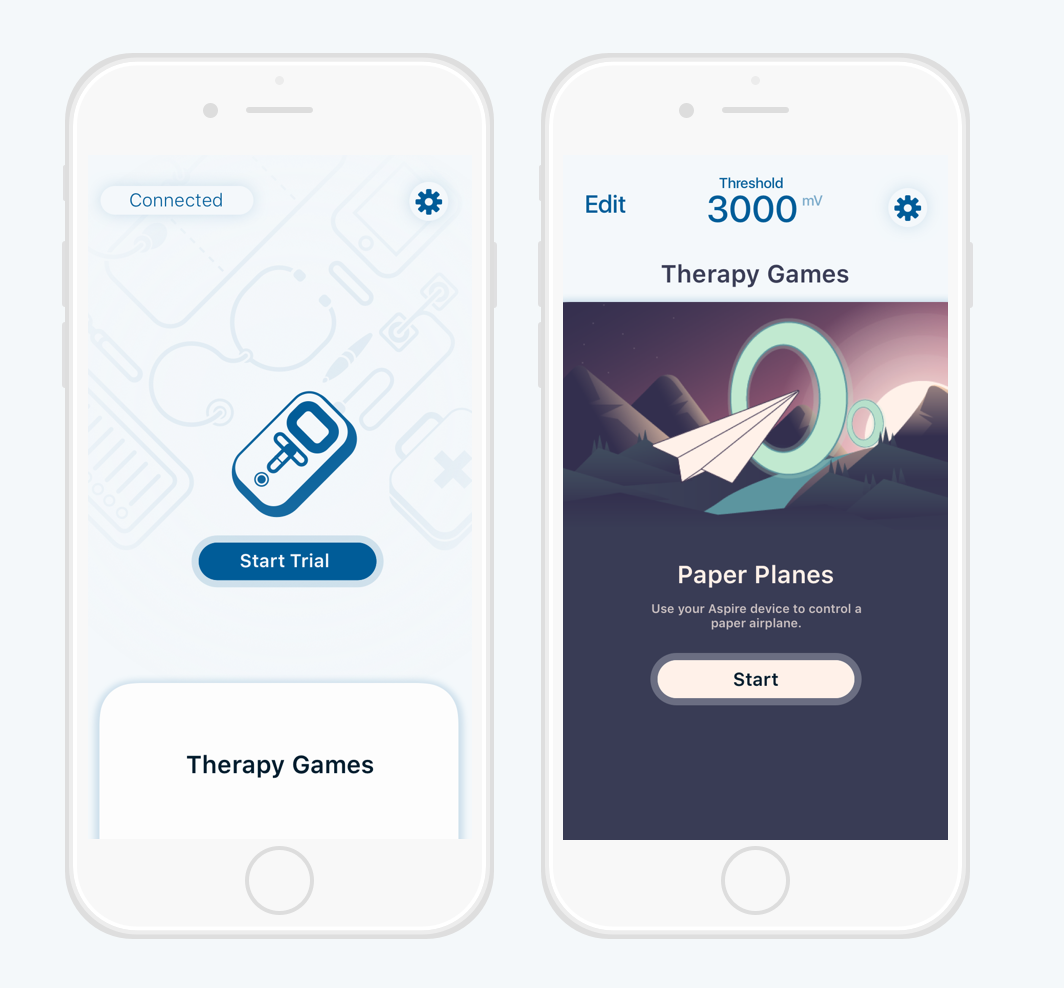 Connected
Start Trial
Therapy Games
Edit
Threshold
3000 mV
Therapy Games
Paper Planes
Use your Aspire device to control a
paper airplane.
Start